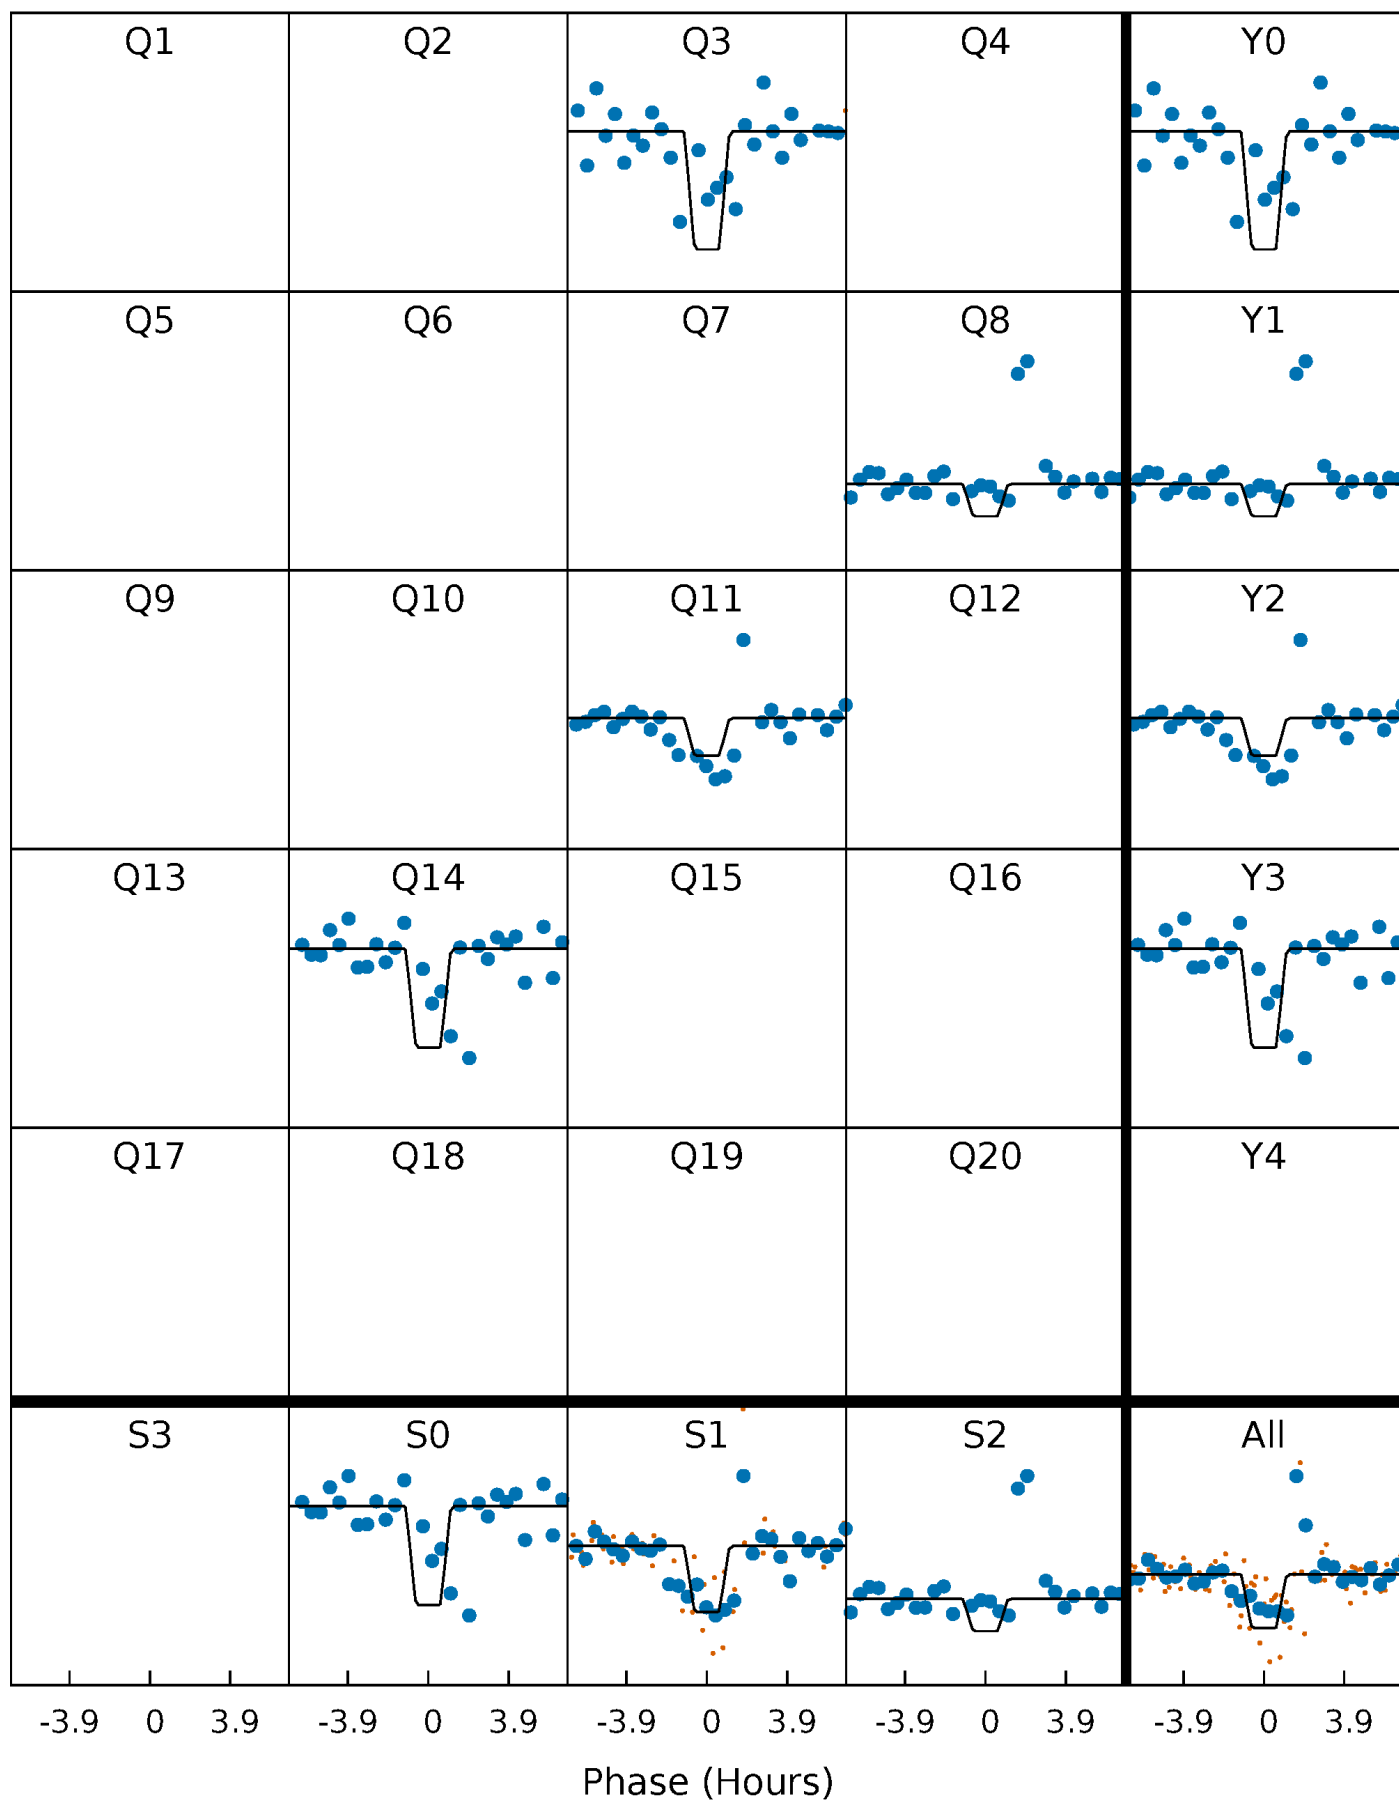 Q1 Q2 Q3 Q4 Y0
Q5 Q6 Q7 Q8 Y1
Q9 Q10 Q11 Q12 Y2
Q13 Q14 Q15 Q16 Y3
Q17 Q18 Q19 Q20 Y4
S3 S0 S1 S2 All
-3.9 0 3.9 -3.9 0 3.9 -3.9 0 3.9 -3.9 0 3.9 -3.9 0 3.9
Phase (Hours)